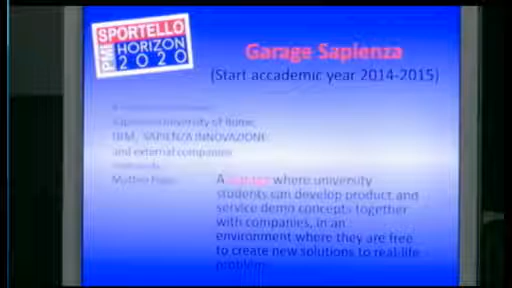 SPORTELLO
PMI HORIZON
2020
Garage Sapienza
(Start accademic year 2014-2015)
Sapienza University of Rome,
IBM, SAPIENZA INNOVAZIONE
and external companies
A garage where university
students can develop product and
service demo concepts together
with companies, in an
environment where they are free
to create new solutions to real life
problems